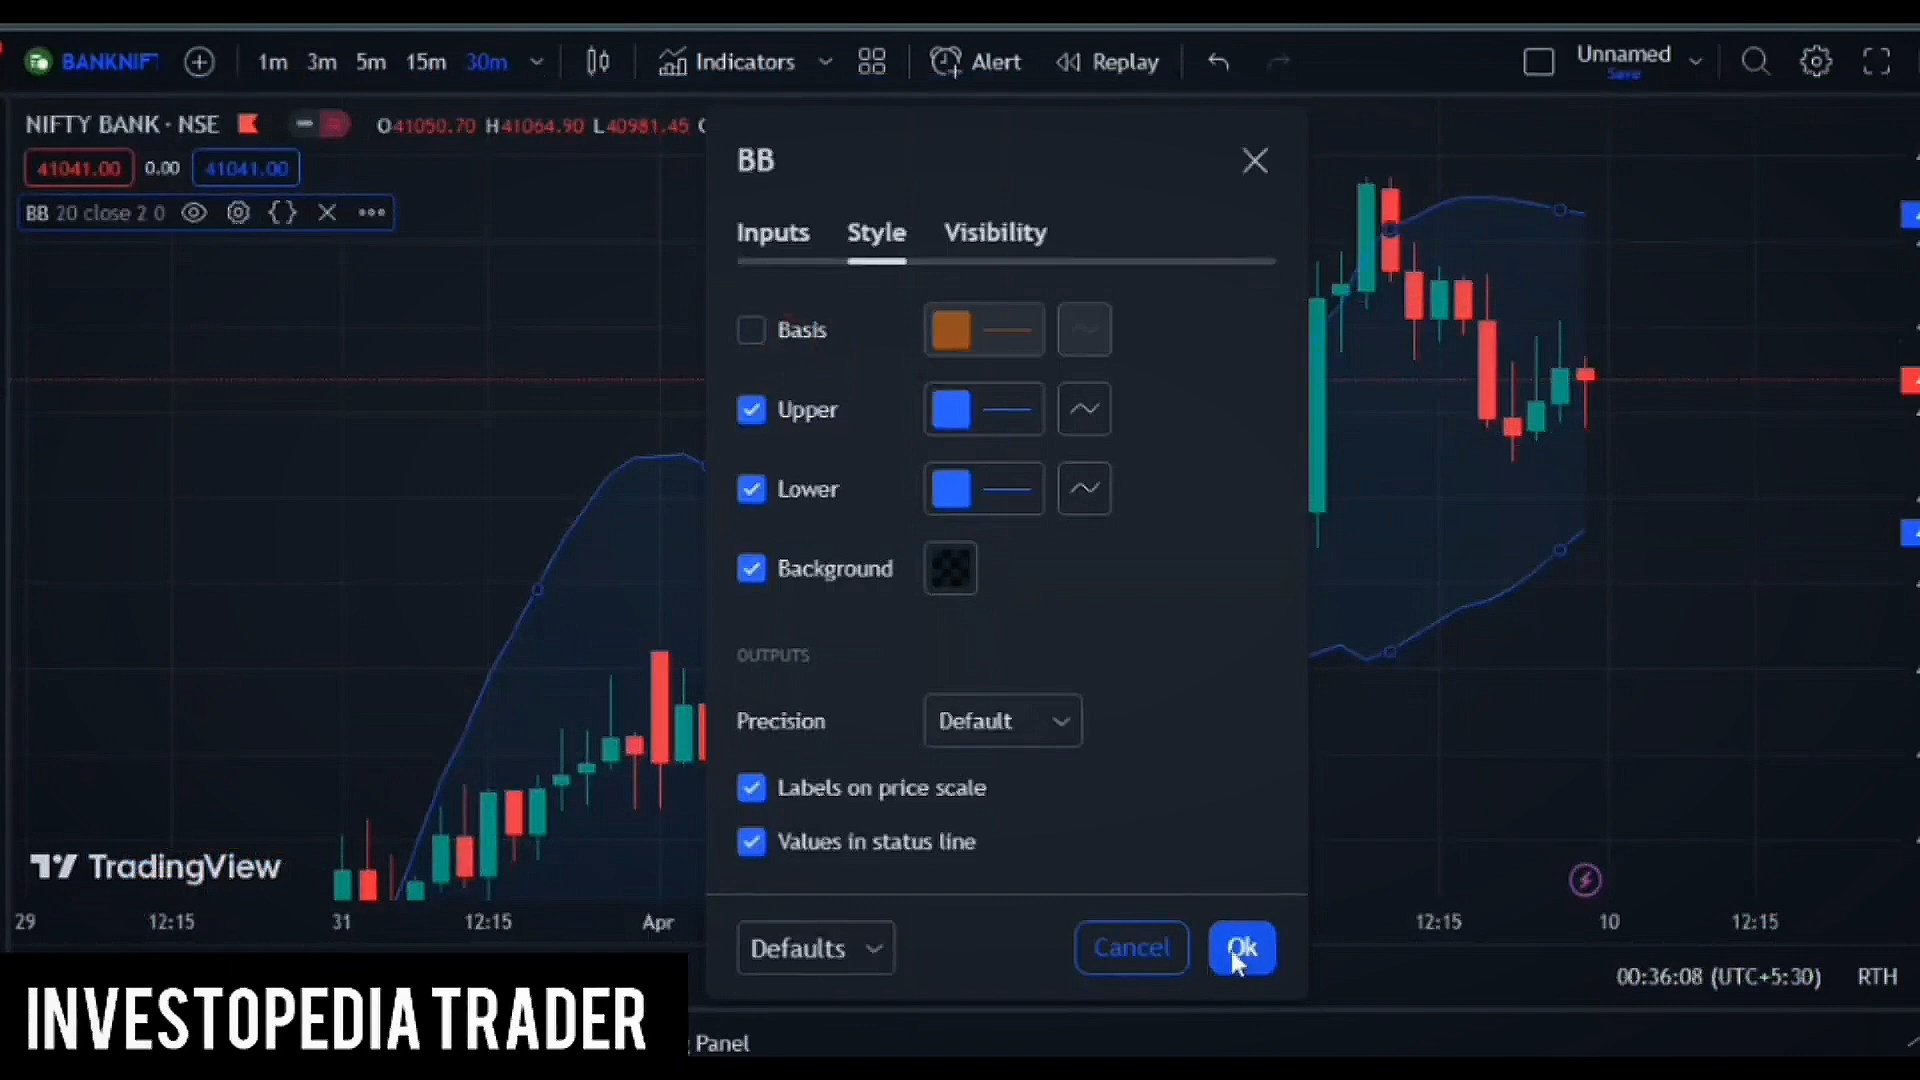 BANKNIFT 1m 3m 5m 15m 30m Indicators Alert Replay Unnamed
Save
NIFTY BANK · NSE O41050.70 H41064.90 L40981.45
41041.00 0.00 41041.00
BB 20 close 2 0
BB
Inputs Style Visibility
Basis
Upper
Lower
Background
OUTPUTS
Precision Default
Labels on price scale
Values in status line
Defaults Cancel Ok
TradingView
29 12:15 31 12:15 Apr 12:15 10 12:15
00:36:08 (UTC+5:30) RTH
INVESTOPEDIA TRADER
Panel